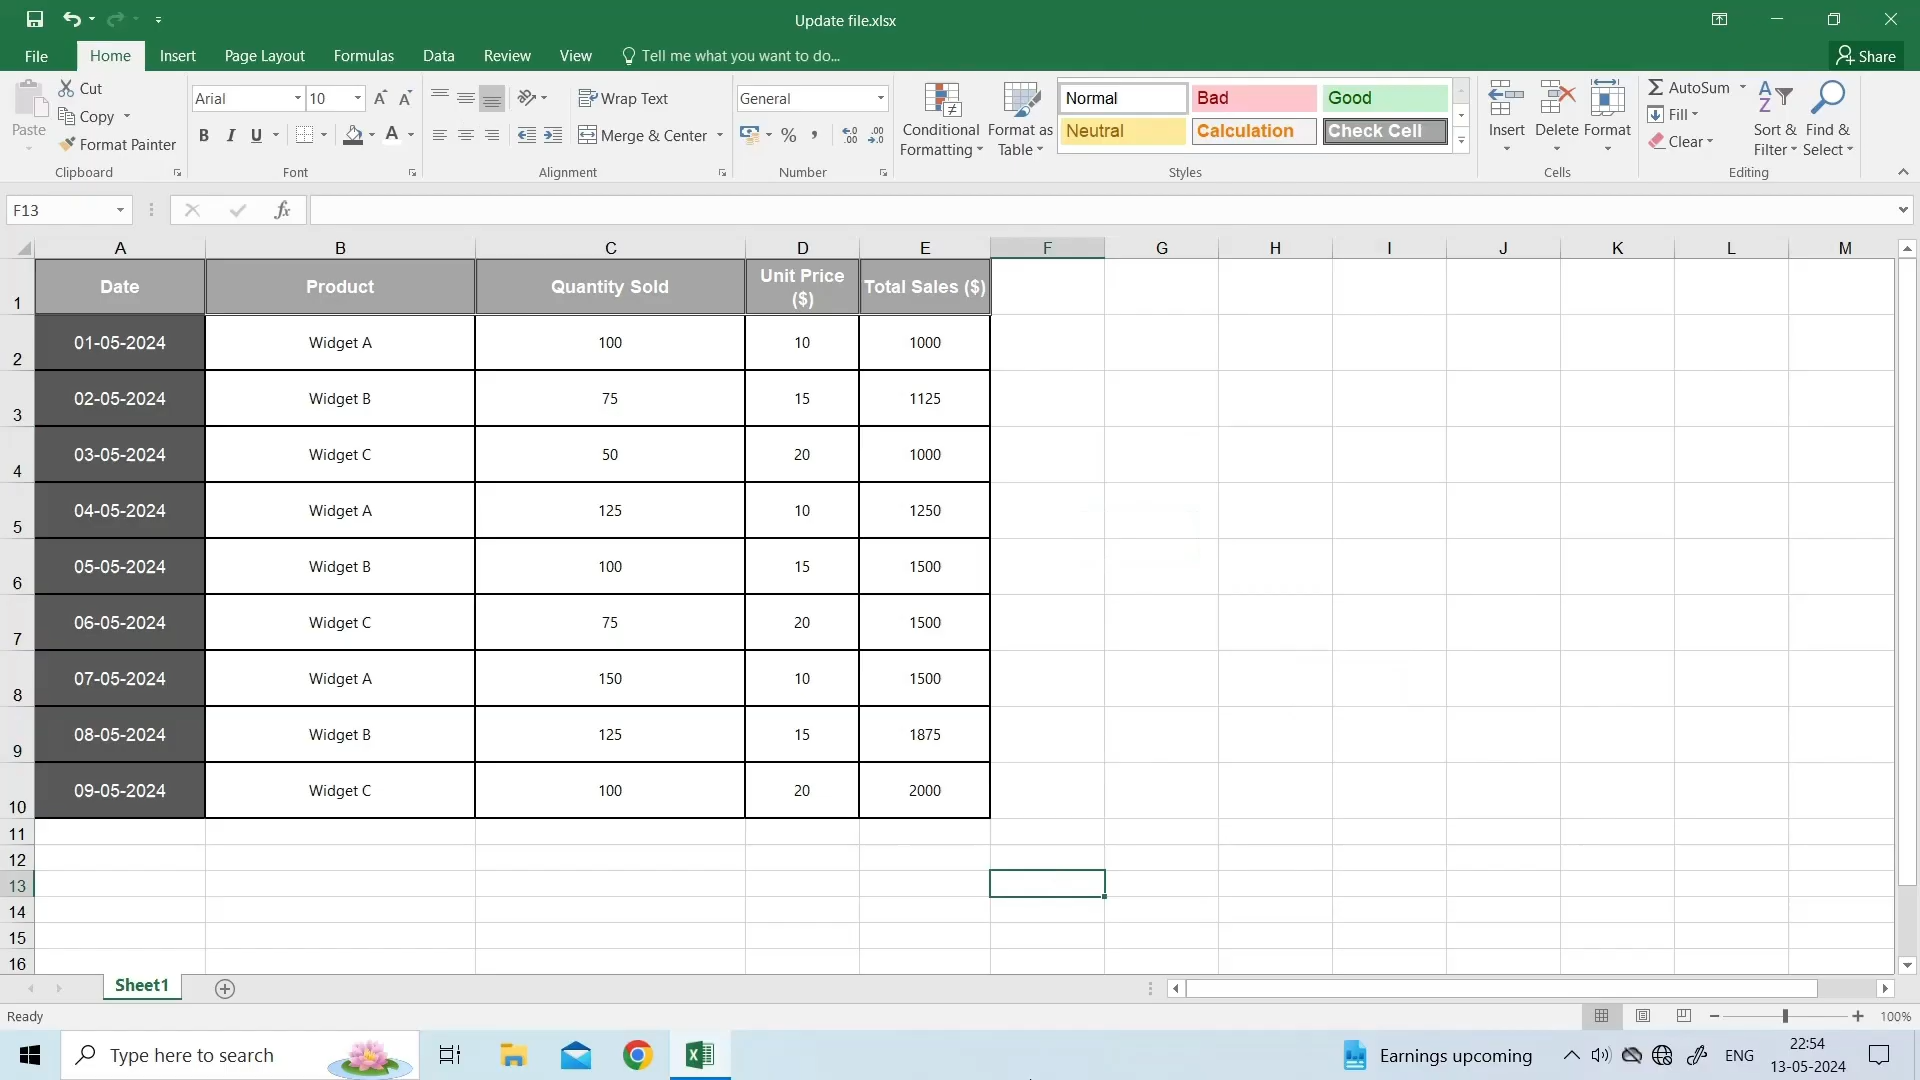 Update file.xlsx
File Home Insert Page Layout Formulas Data Review View Tell me what you want to do... Share
Paste Cut Copy Format Painter Clipboard
Arial 10 A A B I U A Font
Wrap Text Merge & Center Alignment
General % , .0 .00 .00 .0 Number
Conditional Formatting Format as Table
Normal Bad Good
Neutral Calculation Check Cell
Styles
Insert Delete Format Cells
AutoSum Fill Clear Sort & Filter Find & Select Editing
F13 fx
A B C D E F G H I J K L M
1 Date Product Quantity Sold Unit Price ($) Total Sales ($)
2 01-05-2024 Widget A 100 10 1000
3 02-05-2024 Widget B 75 15 1125
4 03-05-2024 Widget C 50 20 1000
5 04-05-2024 Widget A 125 10 1250
6 05-05-2024 Widget B 100 15 1500
7 06-05-2024 Widget C 75 20 1500
8 07-05-2024 Widget A 150 10 1500
9 08-05-2024 Widget B 125 15 1875
10 09-05-2024 Widget C 100 20 2000
11
12
13
14
15
16
Sheet1
Ready 100%
Type here to search Earnings upcoming ENG 22:54
13-05-2024